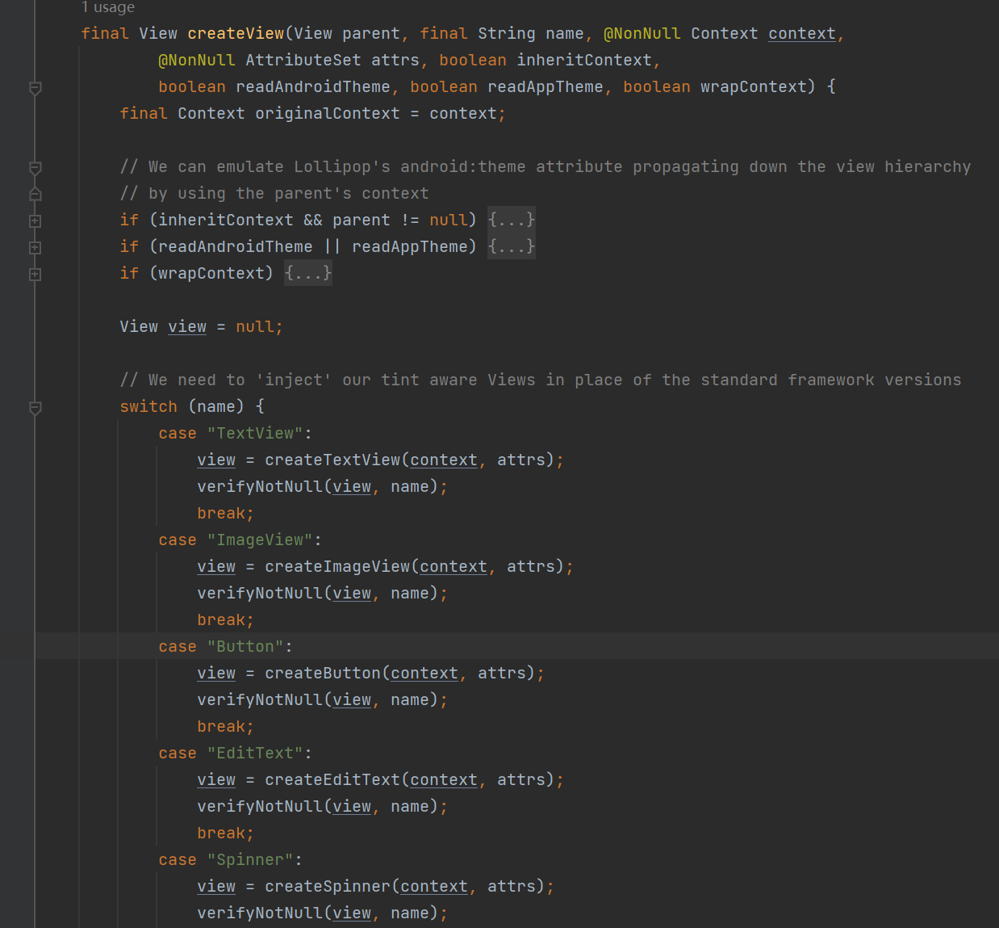 1 usage
final View createView(View parent, final String name, @NonNull Context context,
@NonNull AttributeSet attrs, boolean inheritContext,
boolean readAndroidTheme, boolean readAppTheme, boolean wrapContext) {
final Context originalContext = context;
// We can emulate Lollipop's android:theme attribute propagating down the view hierarchy
// by using the parent's context
if (inheritContext && parent != null) {...}
if (readAndroidTheme || readAppTheme) {...}
if (wrapContext) {...}
View view = null;
// We need to 'inject' our tint aware Views in place of the standard framework versions
switch (name) {
case "TextView":
view = createTextView(context, attrs);
verifyNotNull(view, name);
break;
case "ImageView":
view = createImageView(context, attrs);
verifyNotNull(view, name);
break;
case "Button":
view = createButton(context, attrs);
verifyNotNull(view, name);
break;
case "EditText":
view = createEditText(context, attrs);
verifyNotNull(view, name);
break;
case "Spinner":
view = createSpinner(context, attrs);
verifyNotNull(view, name);